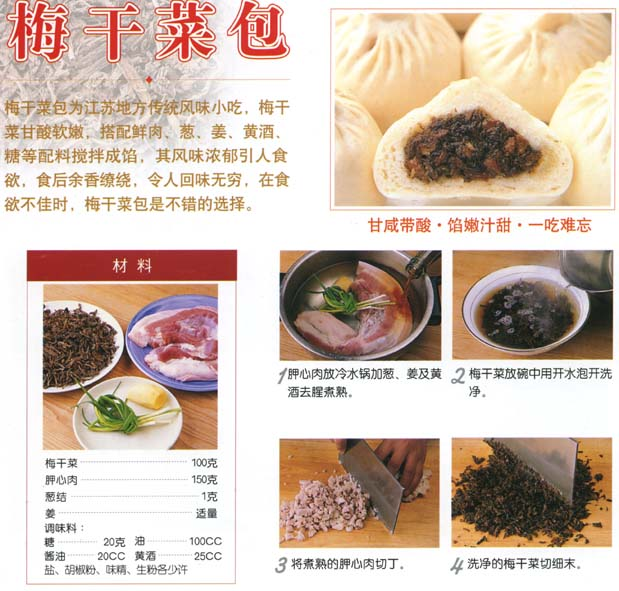 梅干菜包
梅干菜包为江苏地方传统风味小吃，梅干
菜甘酸软嫩，搭配鲜肉、葱、姜、黄酒、
糖等配料搅拌成馅，其风味浓郁引人食
欲，食后余香缭绕，令人回味无穷，在食
欲不佳时，梅干菜包是不错的选择。
甘咸带酸·馅嫩汁甜·一吃难忘
材料
梅干菜 100克
胛心肉 150克
葱结 1克
姜 适量
调味料：
糖 20克 油 100CC
酱油 20CC 黄酒 25CC
盐、胡椒粉、味精、生粉各少许
1 胛心肉放冷水锅加葱、姜及黄
酒去腥煮熟。
2 梅干菜放碗中用开水泡开洗
净。
3 将煮熟的胛心肉切丁。
4 洗净的梅干菜切细末。